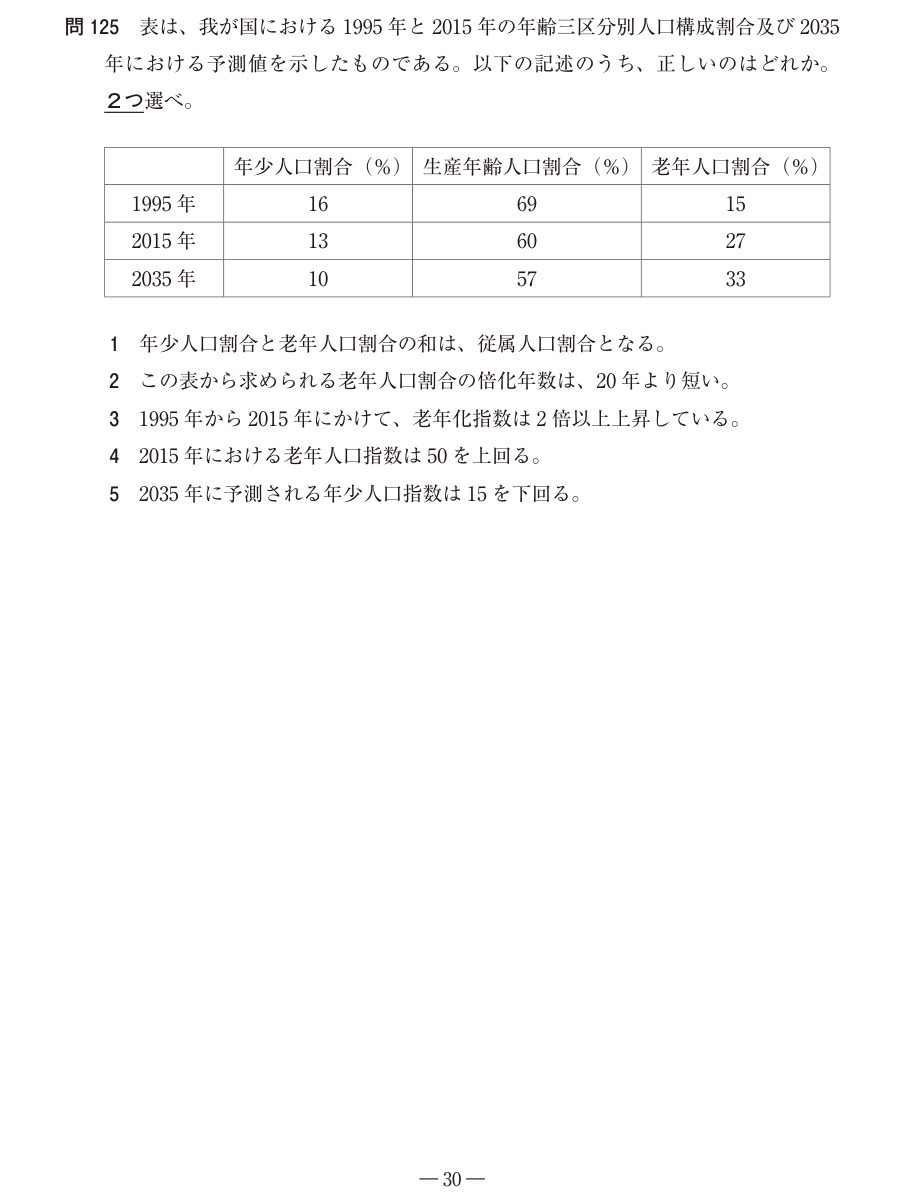 問 125 表は、我が国における 1995 年と 2015 年の年齢三区分別人口構成割合及び 2035
年における予測値を示したものである。以下の記述のうち、正しいのはどれか。
2つ選べ。
年少人口割合（%） 生産年齢人口割合（%） 老年人口割合（%）
1995 年 16 69 15
2015 年 13 60 27
2035 年 10 57 33
1 年少人口割合と老年人口割合の和は、従属人口割合となる。
2 この表から求められる老年人口割合の倍化年数は、20 年より短い。
3 1995 年から 2015 年にかけて、老年化指数は 2 倍以上上昇している。
4 2015 年における老年人口指数は 50 を上回る。
5 2035 年に予測される年少人口指数は 15 を下回る。
― 30 ―